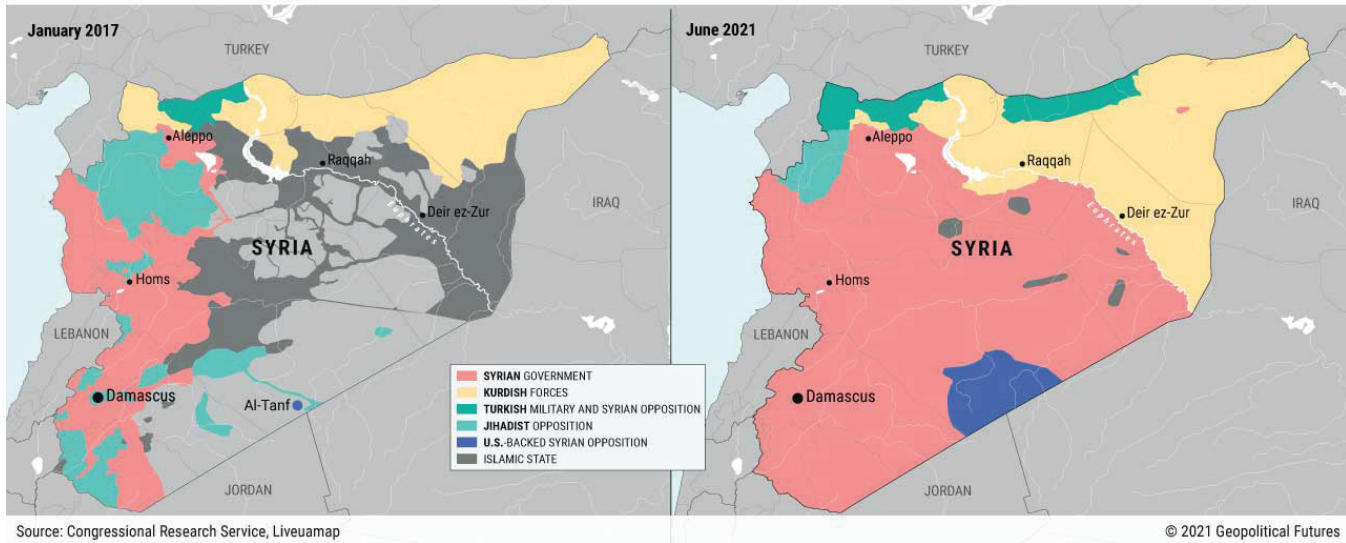 January 2017
TURKEY
Aleppo
Raqqah
Deir ez-Zur
Euphrates
IRAQ
SYRIA
Homs
LEBANON
Damascus
Al-Tanf
JORDAN
June 2021
TURKEY
Aleppo
Raqqah
Deir ez-Zur
Euphrates
IRAQ
SYRIA
Homs
LEBANON
Damascus
JORDAN
SYRIAN GOVERNMENT
KURDISH FORCES
TURKISH MILITARY AND SYRIAN OPPOSITION
JIHADIST OPPOSITION
U.S.-BACKED SYRIAN OPPOSITION
ISLAMIC STATE
Source: Congressional Research Service, Liveuamap
© 2021 Geopolitical Futures